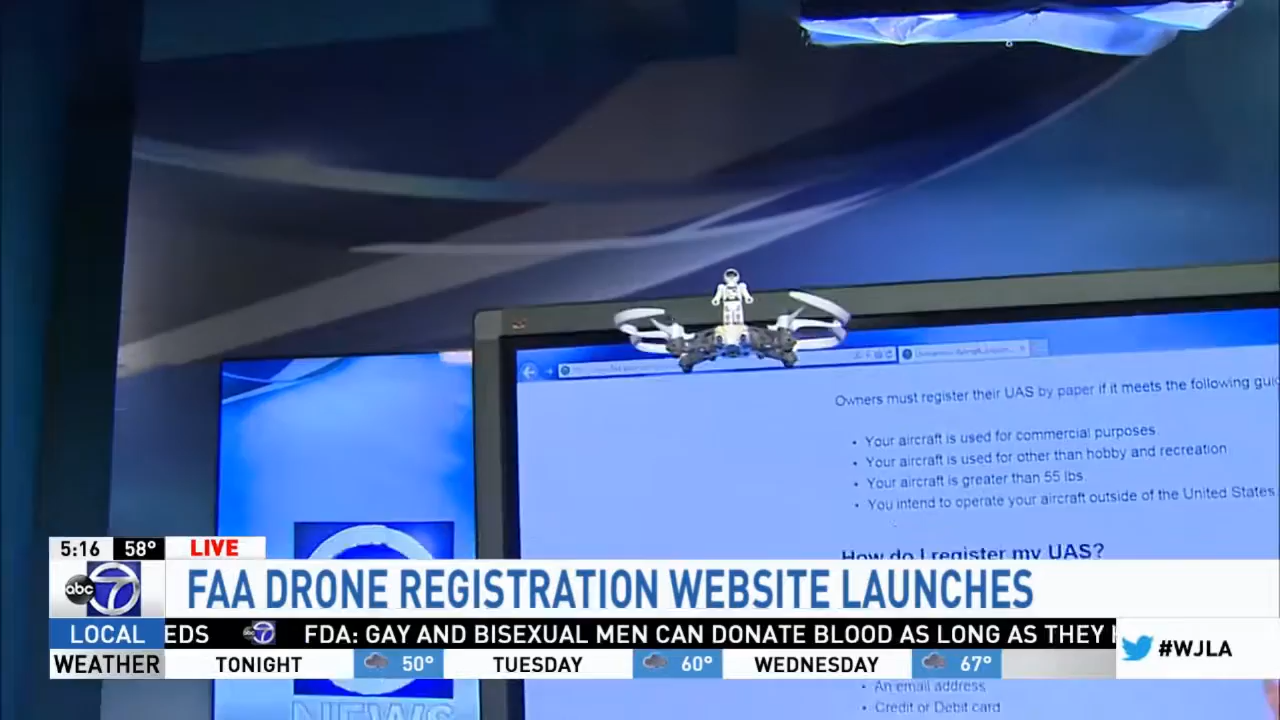 Owners must register their UAS by paper if it meets the following
• Your aircraft is used for commercial purposes.
• Your aircraft is used for other than hobby and recreation
• Your aircraft is greater than 55 lbs
• You intend to operate your aircraft outside of the United States
How do I register my UAS?
5:16 58° LIVE
abc 7 FAA DRONE REGISTRATION WEBSITE LAUNCHES
LOCAL EDS abc 7 FDA: GAY AND BISEXUAL MEN CAN DONATE BLOOD AS LONG AS THEY
#WJLA
WEATHER TONIGHT 50° TUESDAY 60° WEDNESDAY 67°
• An email address
• Credit or Debit card
NEWS